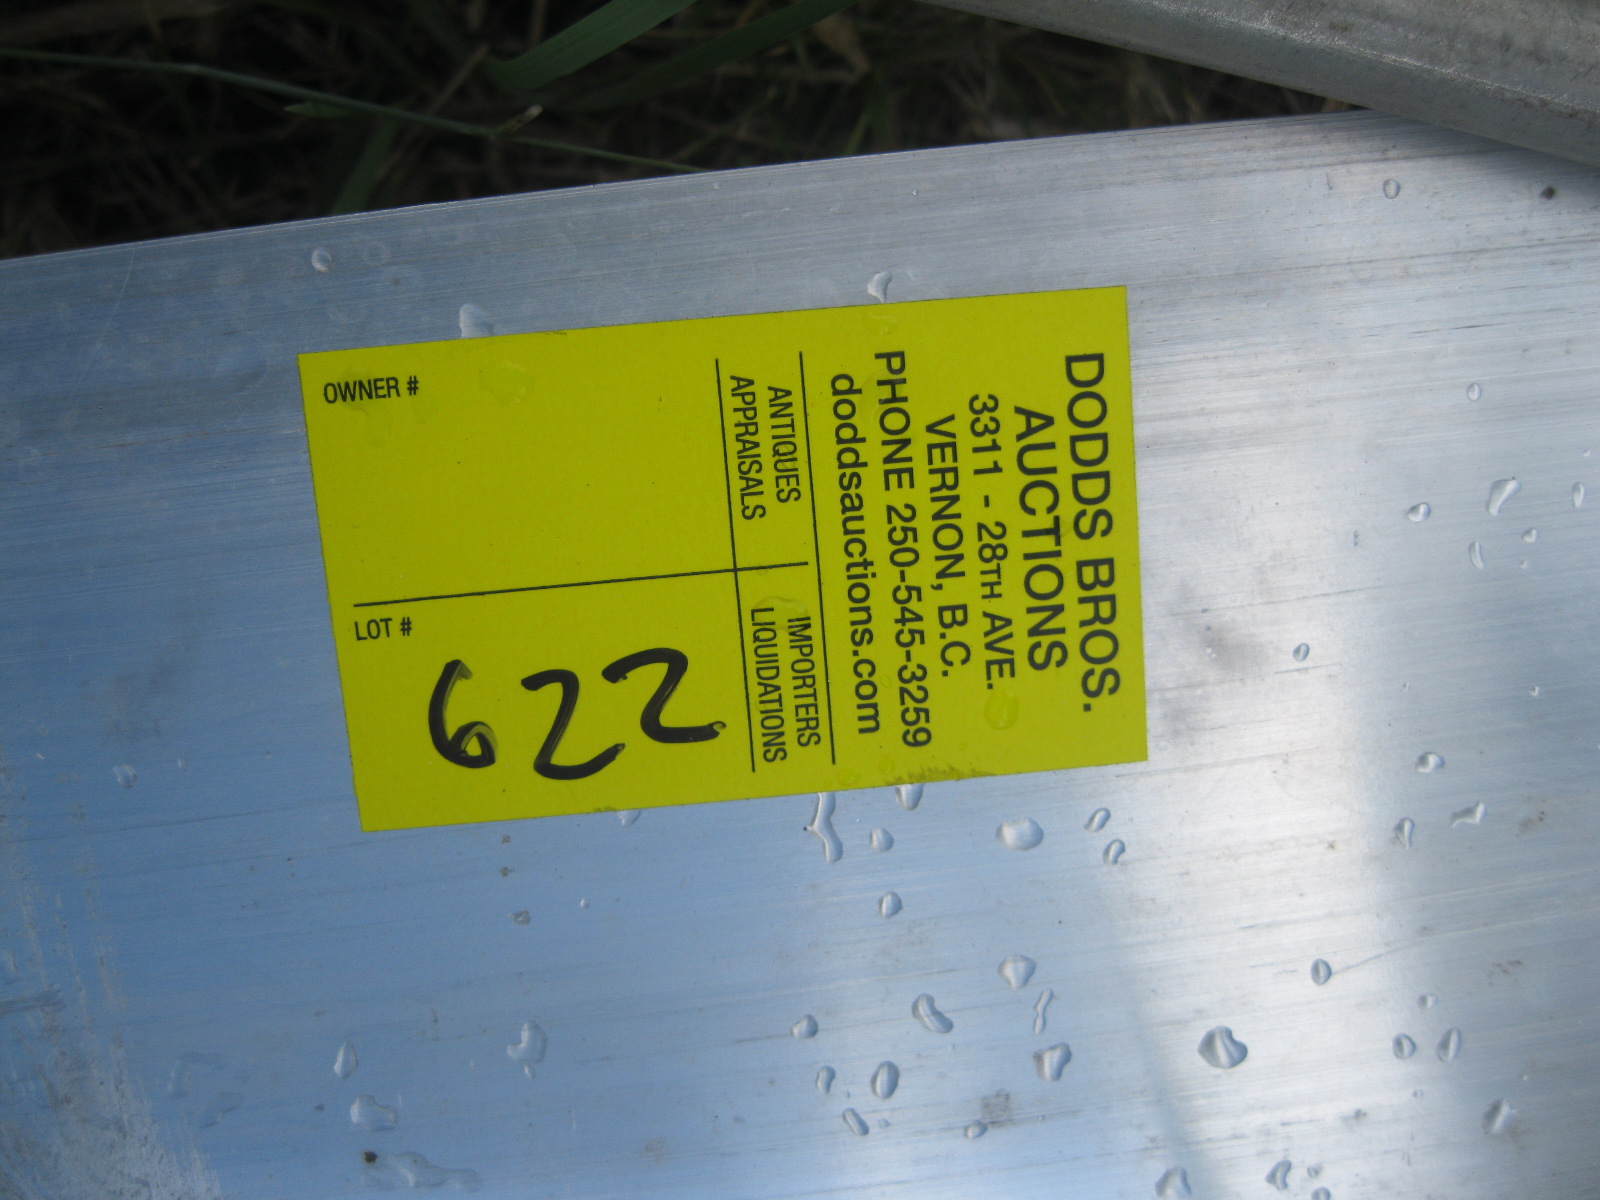 DODDS BROS.
AUCTIONS
3311 - 28TH AVE.
VERNON, B.C.
PHONE 250-545-3259
doddsauctions.com
ANTIQUES
APPRAISALS
IMPORTERS
LIQUIDATIONS
OWNER #
LOT #
622